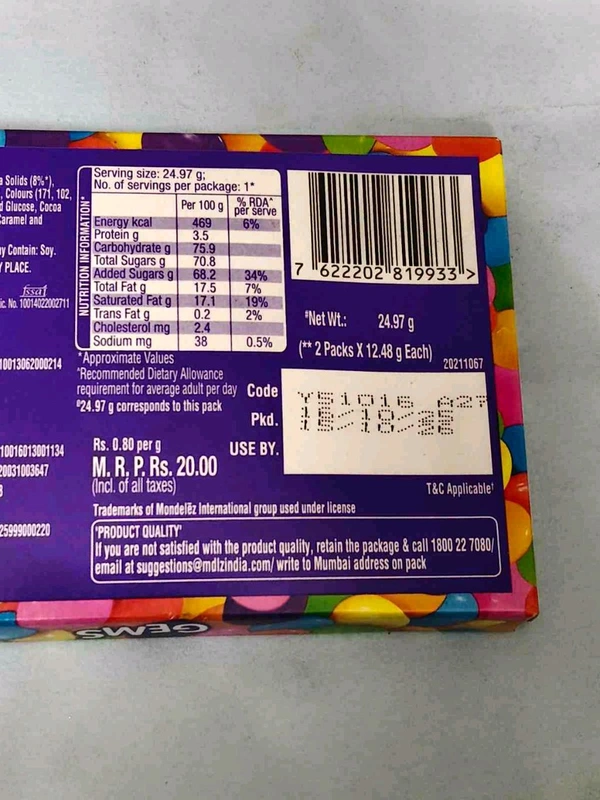 a Solids (8%*),
, Colours (171, 102,
d Glucose, Cocoa
Caramel and
y Contain: Soy.
Y PLACE.
fssai
ic. No. 10014022002711
10013062000214
10016013001134
20031003647
25999000220
NUTRITION INFORMATION*
Serving size: 24.97 g;
No. of servings per package: 1*
Per 100 g % RDA^ per serve
Energy kcal 469 6%
Protein g 3.5
Carbohydrate g 75.9
Total Sugars g 70.8
Added Sugars g 68.2 34%
Total Fat g 17.5 7%
Saturated Fat g 17.1 19%
Trans Fat g 0.2 2%
Cholesterol mg 2.4
Sodium mg 38 0.5%
*Approximate Values
^Recommended Dietary Allowance
requirement for average adult per day
#24.97 g corresponds to this pack
7 622202 819933 >
#Net Wt.: 24.97 g
(** 2 Packs X 12.48 g Each)
20211067
Code
Pkd.
USE BY.
Rs. 0.80 per g
M. R. P. Rs. 20.00
(Incl. of all taxes)
T&C Applicable†
Trademarks of Mondelēz International group used under license
'PRODUCT QUALITY'
If you are not satisfied with the product quality, retain the package & call 1800 22 7080/
email at suggestions@mdlzindia.com/ write to Mumbai address on pack
GEMS